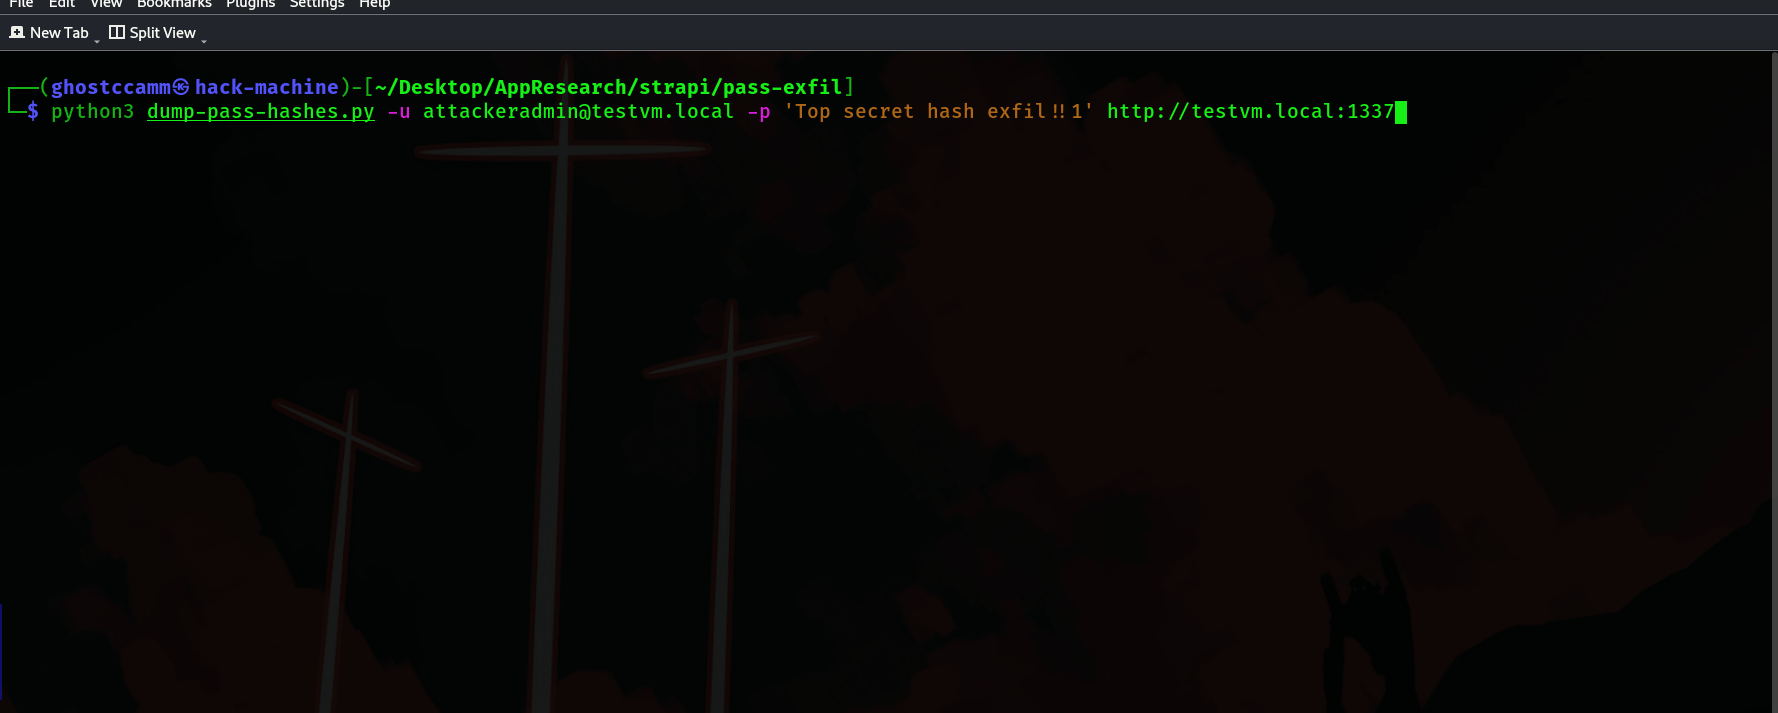 File Edit View Bookmarks Plugins Settings Help
New Tab Split View
┌──(ghostccamm㉿hack-machine)-[~/Desktop/AppResearch/strapi/pass-exfil]
└─$ python3 dump-pass-hashes.py -u attackeradmin@testvm.local -p 'Top secret hash exfil!!1' http://testvm.local:1337